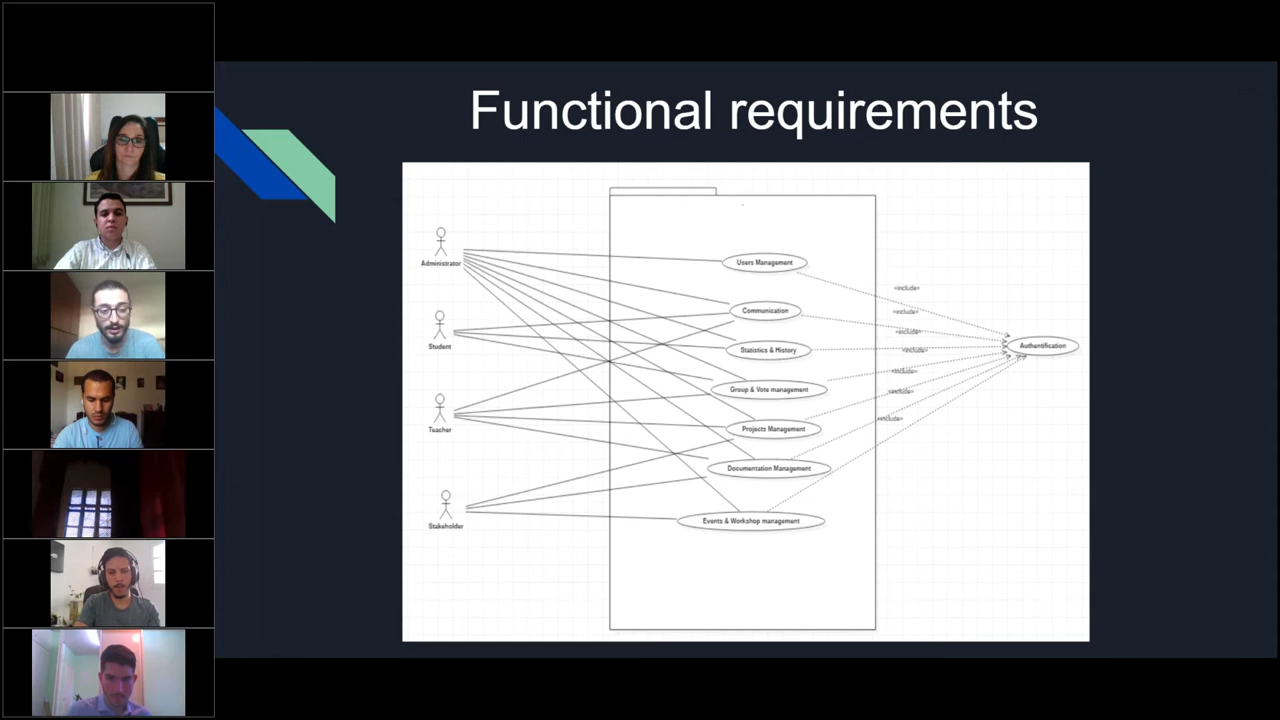 Functional requirements
Administrator
Student
Teacher
Stakeholder
Users Management
Communication
Statistics & History
Group & Vote management
Projects Management
Documentation Management
Events & Workshop management
«include»
«include»
«include»
«include»
«include»
«include»
«include»
Authentification